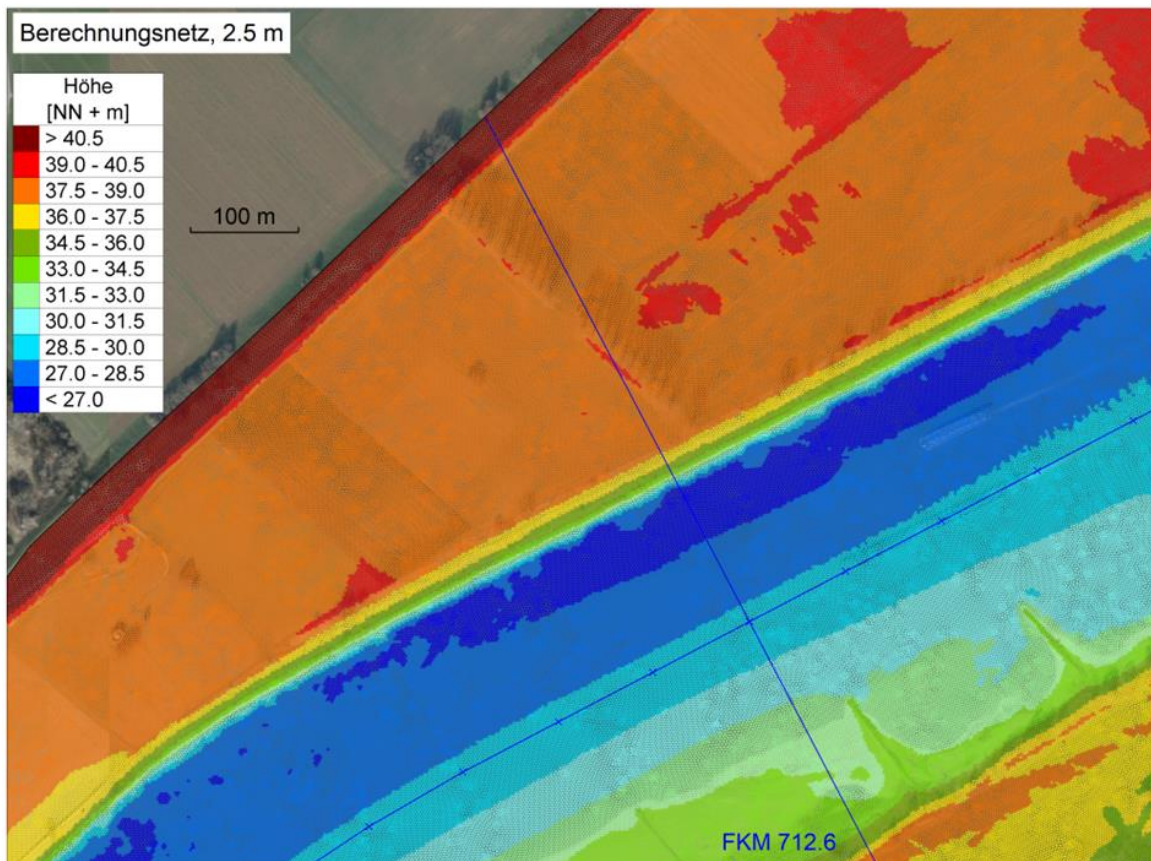 Berechnungsnetz, 2.5 m
Höhe
[NN + m]
> 40.5
39.0 - 40.5
37.5 - 39.0
36.0 - 37.5
34.5 - 36.0
33.0 - 34.5
31.5 - 33.0
30.0 - 31.5
28.5 - 30.0
27.0 - 28.5
< 27.0
100 m
FKM 712.6